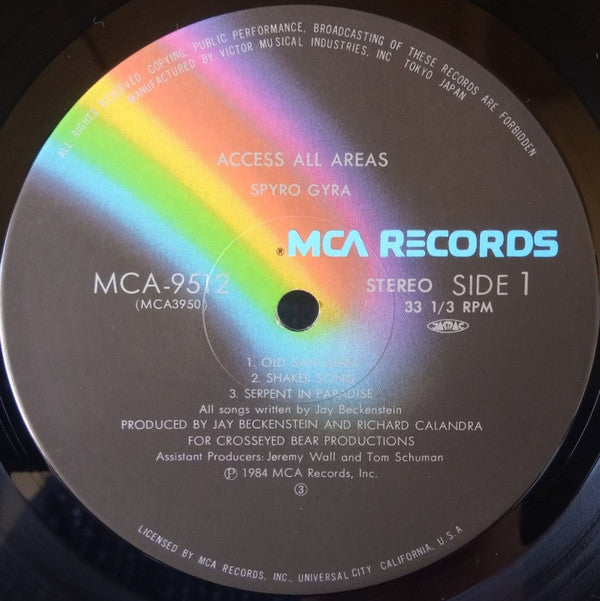 ALL RIGHTS RESERVED. COPYING, PUBLIC PERFORMANCE, BROADCASTING OF THESE RECORDS ARE FORBIDDEN
MANUFACTURED BY VICTOR MUSICAL INDUSTRIES, INC TOKYO JAPAN
ACCESS ALL AREAS
SPYRO GYRA
® MCA RECORDS
MCA-9512
(MCA3950)
STEREO SIDE 1
33 1/3 RPM
JASRAC
1. OLD SAN JUAN
2. SHAKER SONG
3. SERPENT IN PARADISE
All songs written by Jay Beckenstein
PRODUCED BY JAY BECKENSTEIN AND RICHARD CALANDRA
FOR CROSSEYED BEAR PRODUCTIONS
Assistant Producers: Jeremy Wall and Tom Schuman
℗ 1984 MCA Records, Inc.
③
LICENSED BY MCA RECORDS, INC., UNIVERSAL CITY, CALIFORNIA, U.S.A